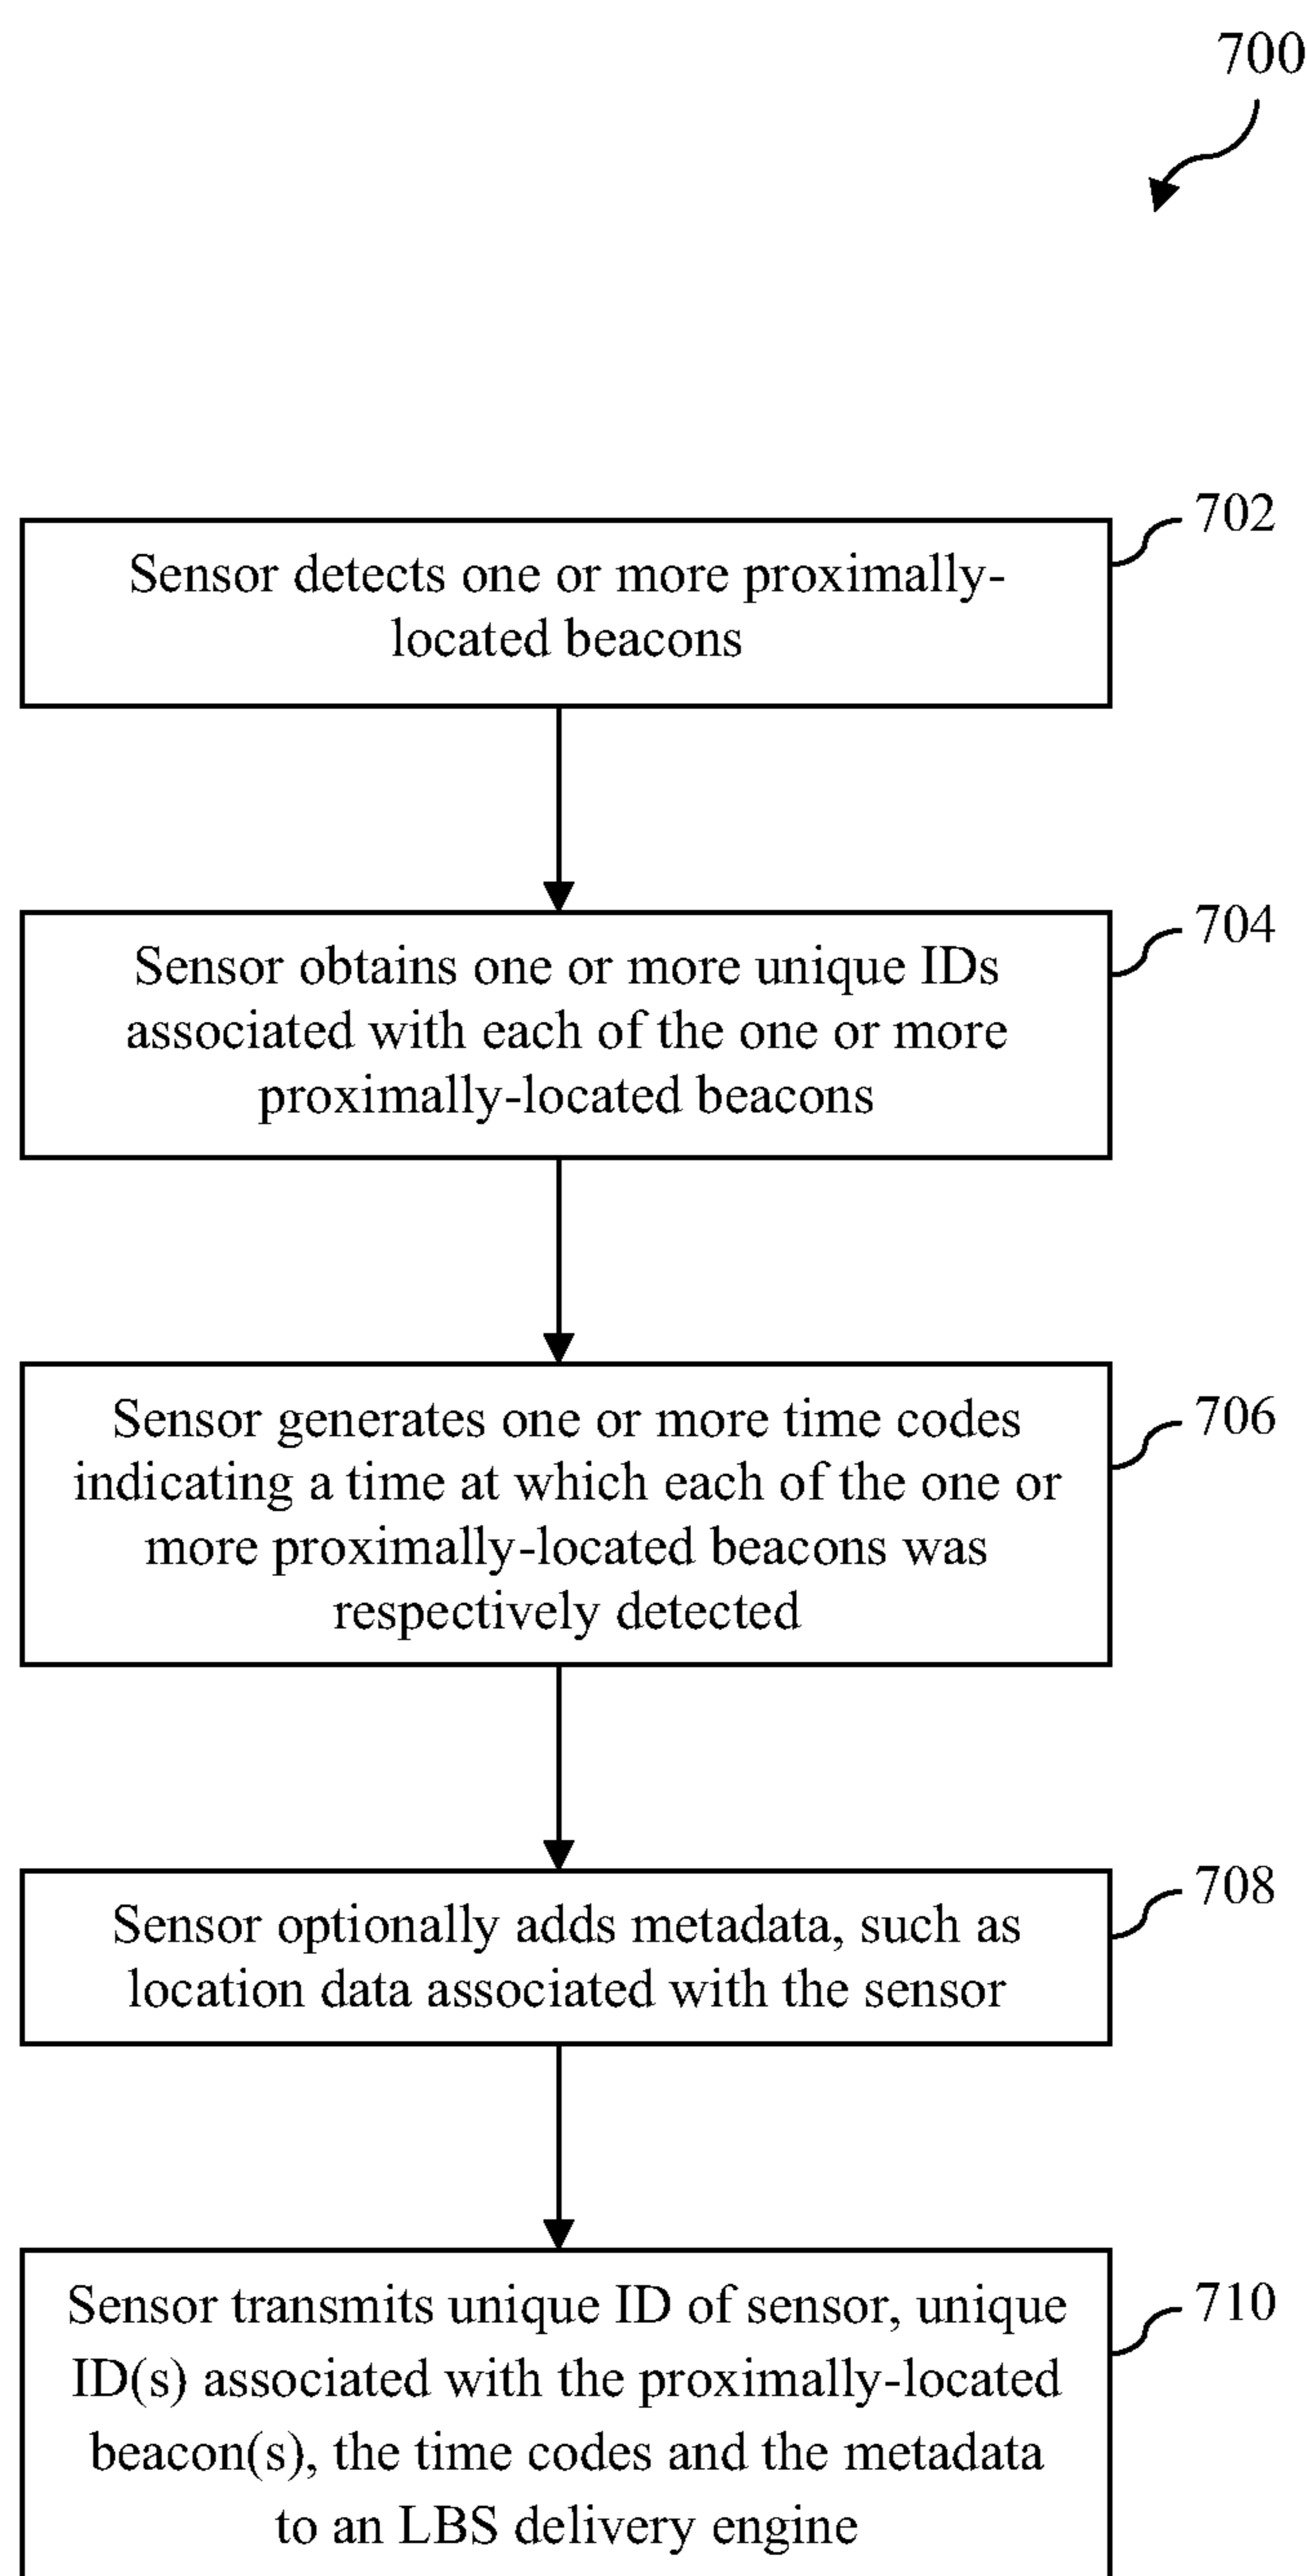 700
702
Sensor detects one or more proximally-
located beacons
704
Sensor obtains one or more unique IDs
associated with each of the one or more
proximally-located beacons
706
Sensor generates one or more time codes
indicating a time at which each of the one or
more proximally-located beacons was
respectively detected
708
Sensor optionally adds metadata, such as
location data associated with the sensor
710
Sensor transmits unique ID of sensor, unique
ID(s) associated with the proximally-located
beacon(s), the time codes and the metadata
to an LBS delivery engine